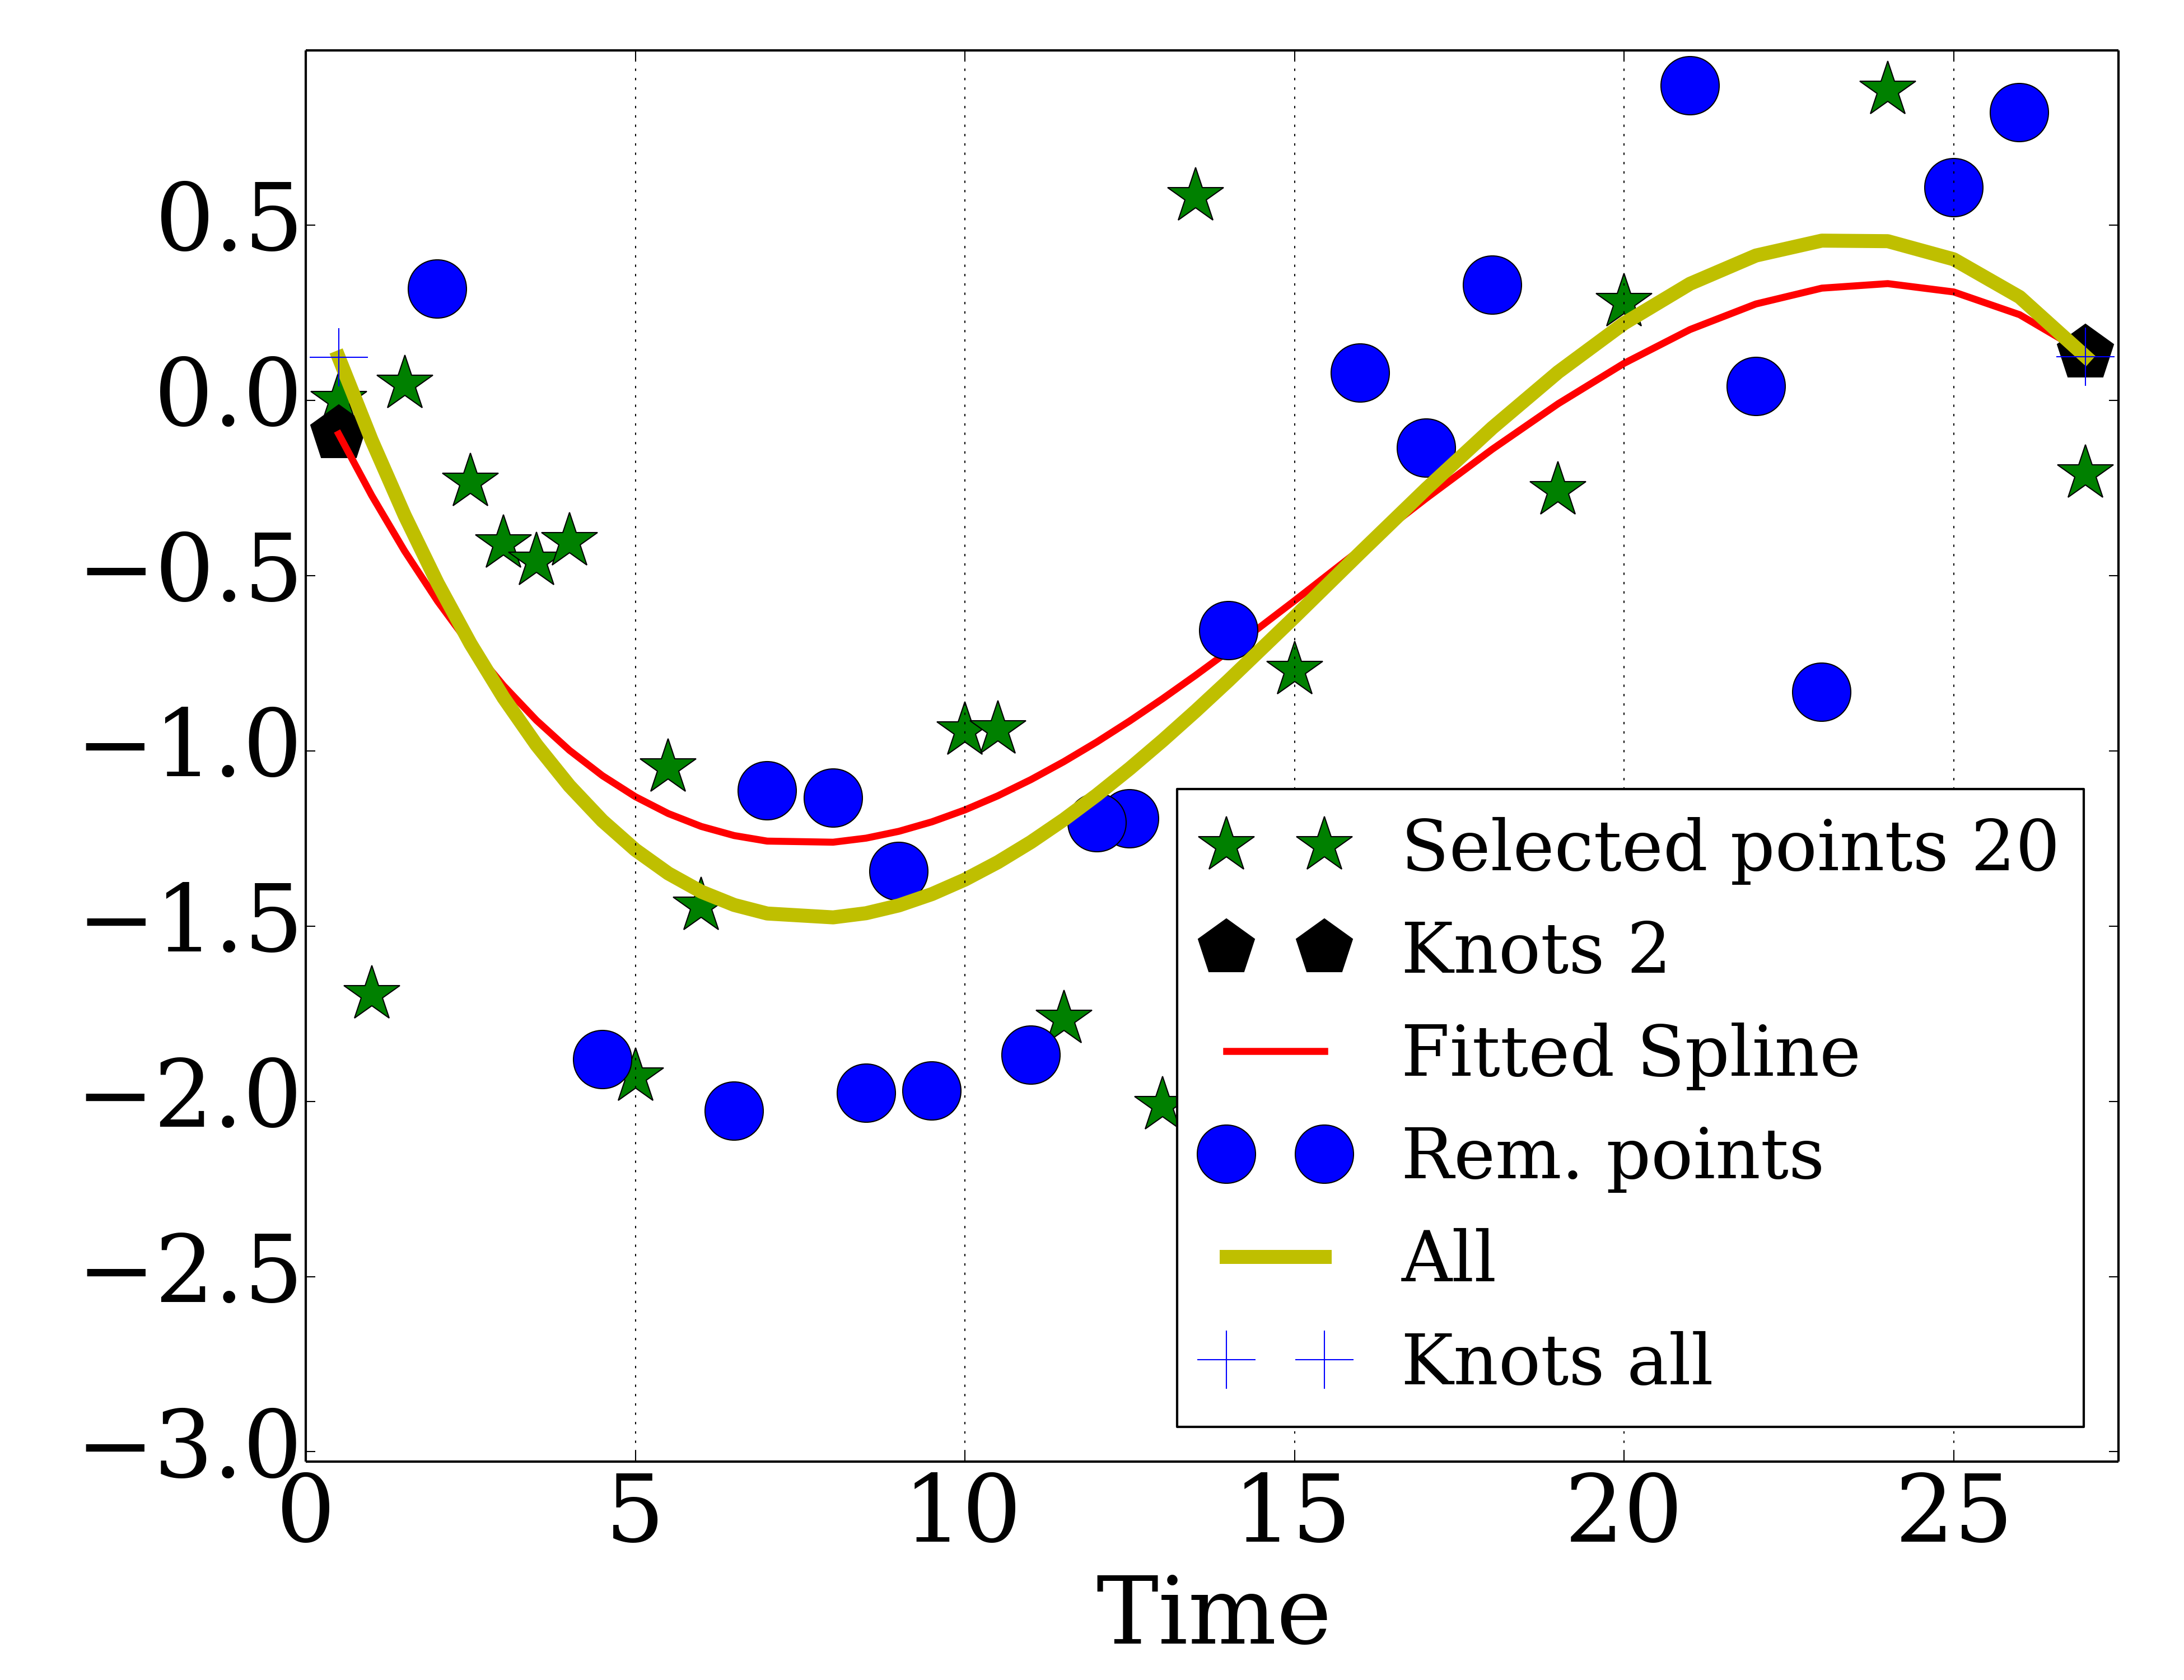 0.5
0.0
−0.5
−1.0
−1.5
−2.0
−2.5
−3.0
0 5 10 15 20 25
Time
Selected points 20
Knots 2
Fitted Spline
Rem. points
All
Knots all